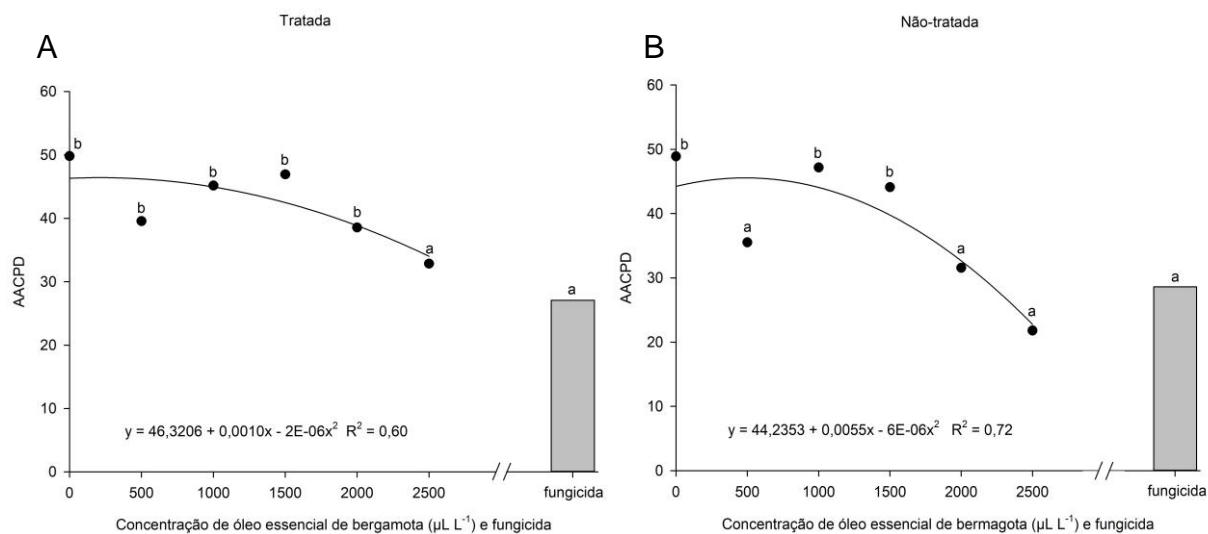 Tratada
A
60
50
40
30
20
10
0
AACPD
b
b
b
b
b
a
a
y = 46,3206 + 0,0010x - 2E-06x² R² = 0,60
0 500 1000 1500 2000 2500 fungicida
Concentração de óleo essencial de bergamota (µL L⁻¹) e fungicida
Não-tratada
B
60
50
40
30
20
10
0
AACPD
b
a
b
b
a
a
a
y = 44,2353 + 0,0055x - 6E-06x² R² = 0,72
0 500 1000 1500 2000 2500 fungicida
Concentração de óleo essencial de bermagota (µL L⁻¹) e fungicida